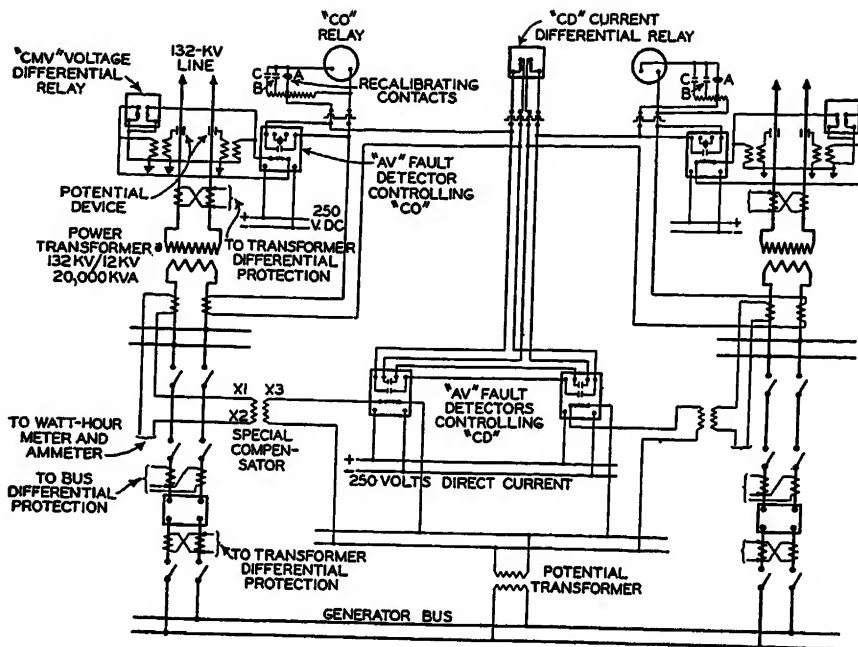 "CO"
RELAY
"CD" CURRENT
DIFFERENTIAL RELAY
"CMV" VOLTAGE
DIFFERENTIAL
RELAY
132-KV
LINE
C
A
B
RECALIBRATING
CONTACTS
C
A
B
"AV" FAULT
DETECTOR
CONTROLLING
"CO"
POTENTIAL
DEVICE
+
250
V. DC
-
+
-
POWER
TRANSFORMER
132 KV/12 KV
20,000 KVA
TO TRANSFORMER
DIFFERENTIAL
PROTECTION
X1
X3
X2
SPECIAL
COMPEN-
SATOR
"AV" FAULT
DETECTORS
CONTROLLING
"CD"
TO WATT-HOUR
METER AND
AMMETER
+
-
250 VOLTS DIRECT CURRENT
TO BUS
DIFFERENTIAL
PROTECTION
TO TRANSFORMER
DIFFERENTIAL
PROTECTION
POTENTIAL
TRANSFORMER
GENERATOR BUS